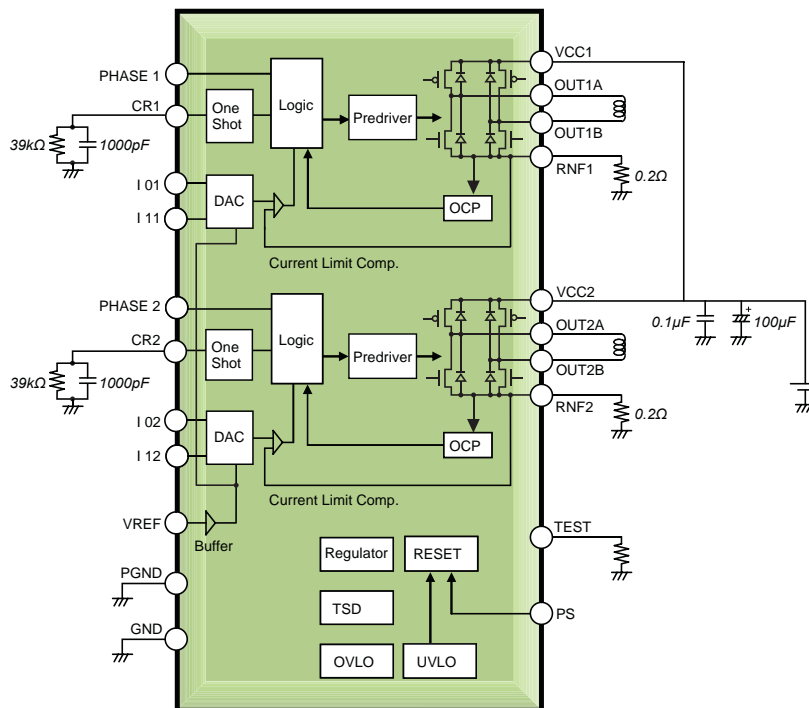 VCC1
PHASE 1
OUT1A
CR1
One
Shot
Logic
Predriver
39kΩ
1000pF
OUT1B
RNF1
I 01
DAC
0.2Ω
I 11
OCP
Current Limit Comp.
VCC2
PHASE 2
OUT2A
0.1µF
+
100µF
CR2
One
Shot
Logic
Predriver
39kΩ
1000pF
OUT2B
RNF2
I 02
DAC
0.2Ω
I 12
OCP
Current Limit Comp.
VREF
Buffer
TEST
Regulator
RESET
PGND
TSD
PS
GND
OVLO
UVLO